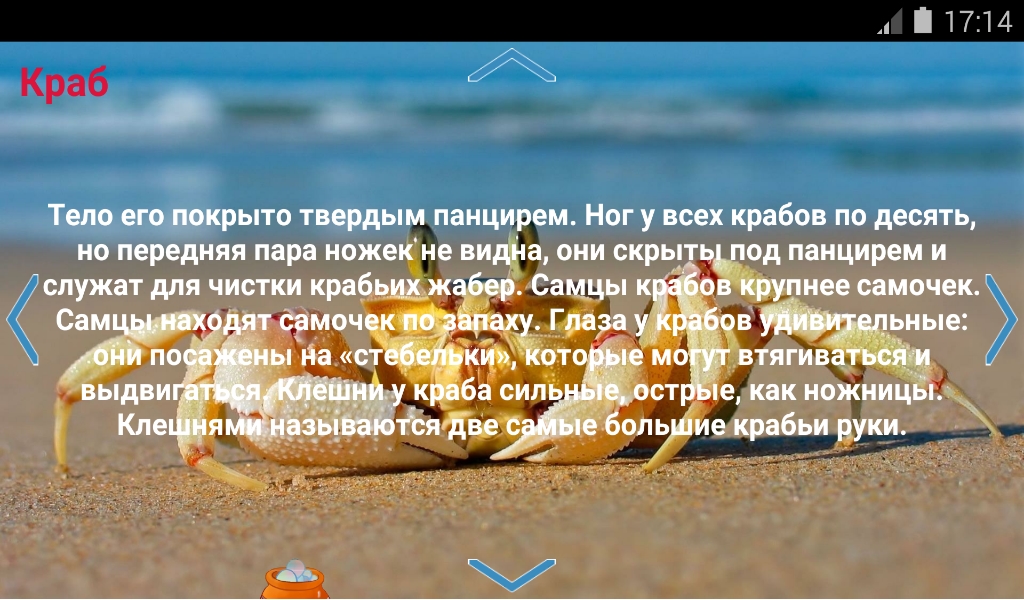 17:14
Краб
Тело его покрыто твердым панцирем. Ног у всех крабов по десять,
но передняя пара ножек не видна, они скрыты под панцирем и
служат для чистки крабьих жабер. Самцы крабов крупнее самочек.
Самцы находят самочек по запаху. Глаза у крабов удивительные:
они посажены на «стебельки», которые могут втягиваться и
выдвигаться. Клешни у краба сильные, острые, как ножницы.
Клешнями называются две самые большие крабьи руки.